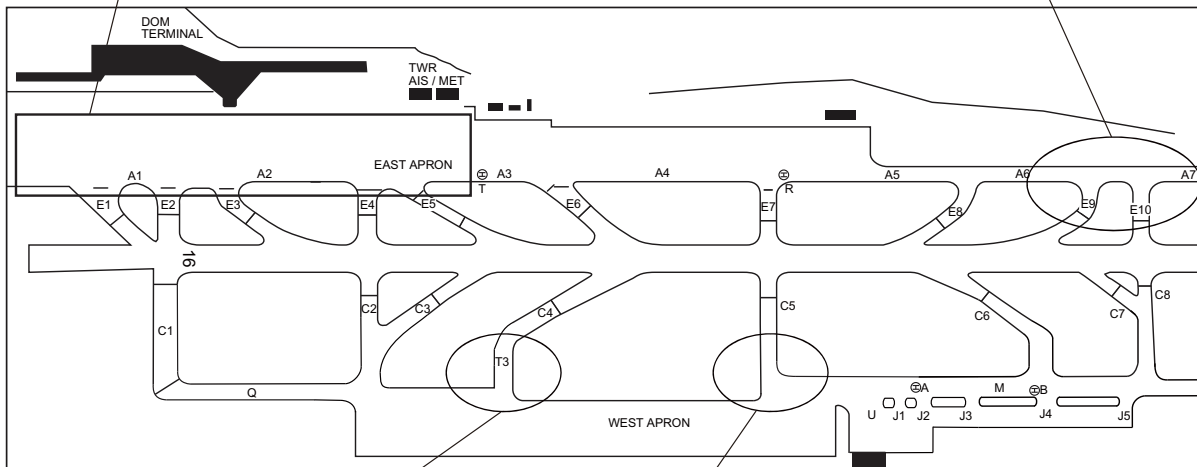 DOM
TERMINAL
TWR
AIS / MET
EAST APRON
A1
A2
A3
A4
A5
A6
A7
H
T
H
R
E1
E2
E3
E4
E5
E6
E7
E8
E9
E10
16
C1
C2
C3
C4
C5
C6
C7
C8
T3
Q
WEST APRON
H A
M
H B
U
J1
J2
J3
J4
J5